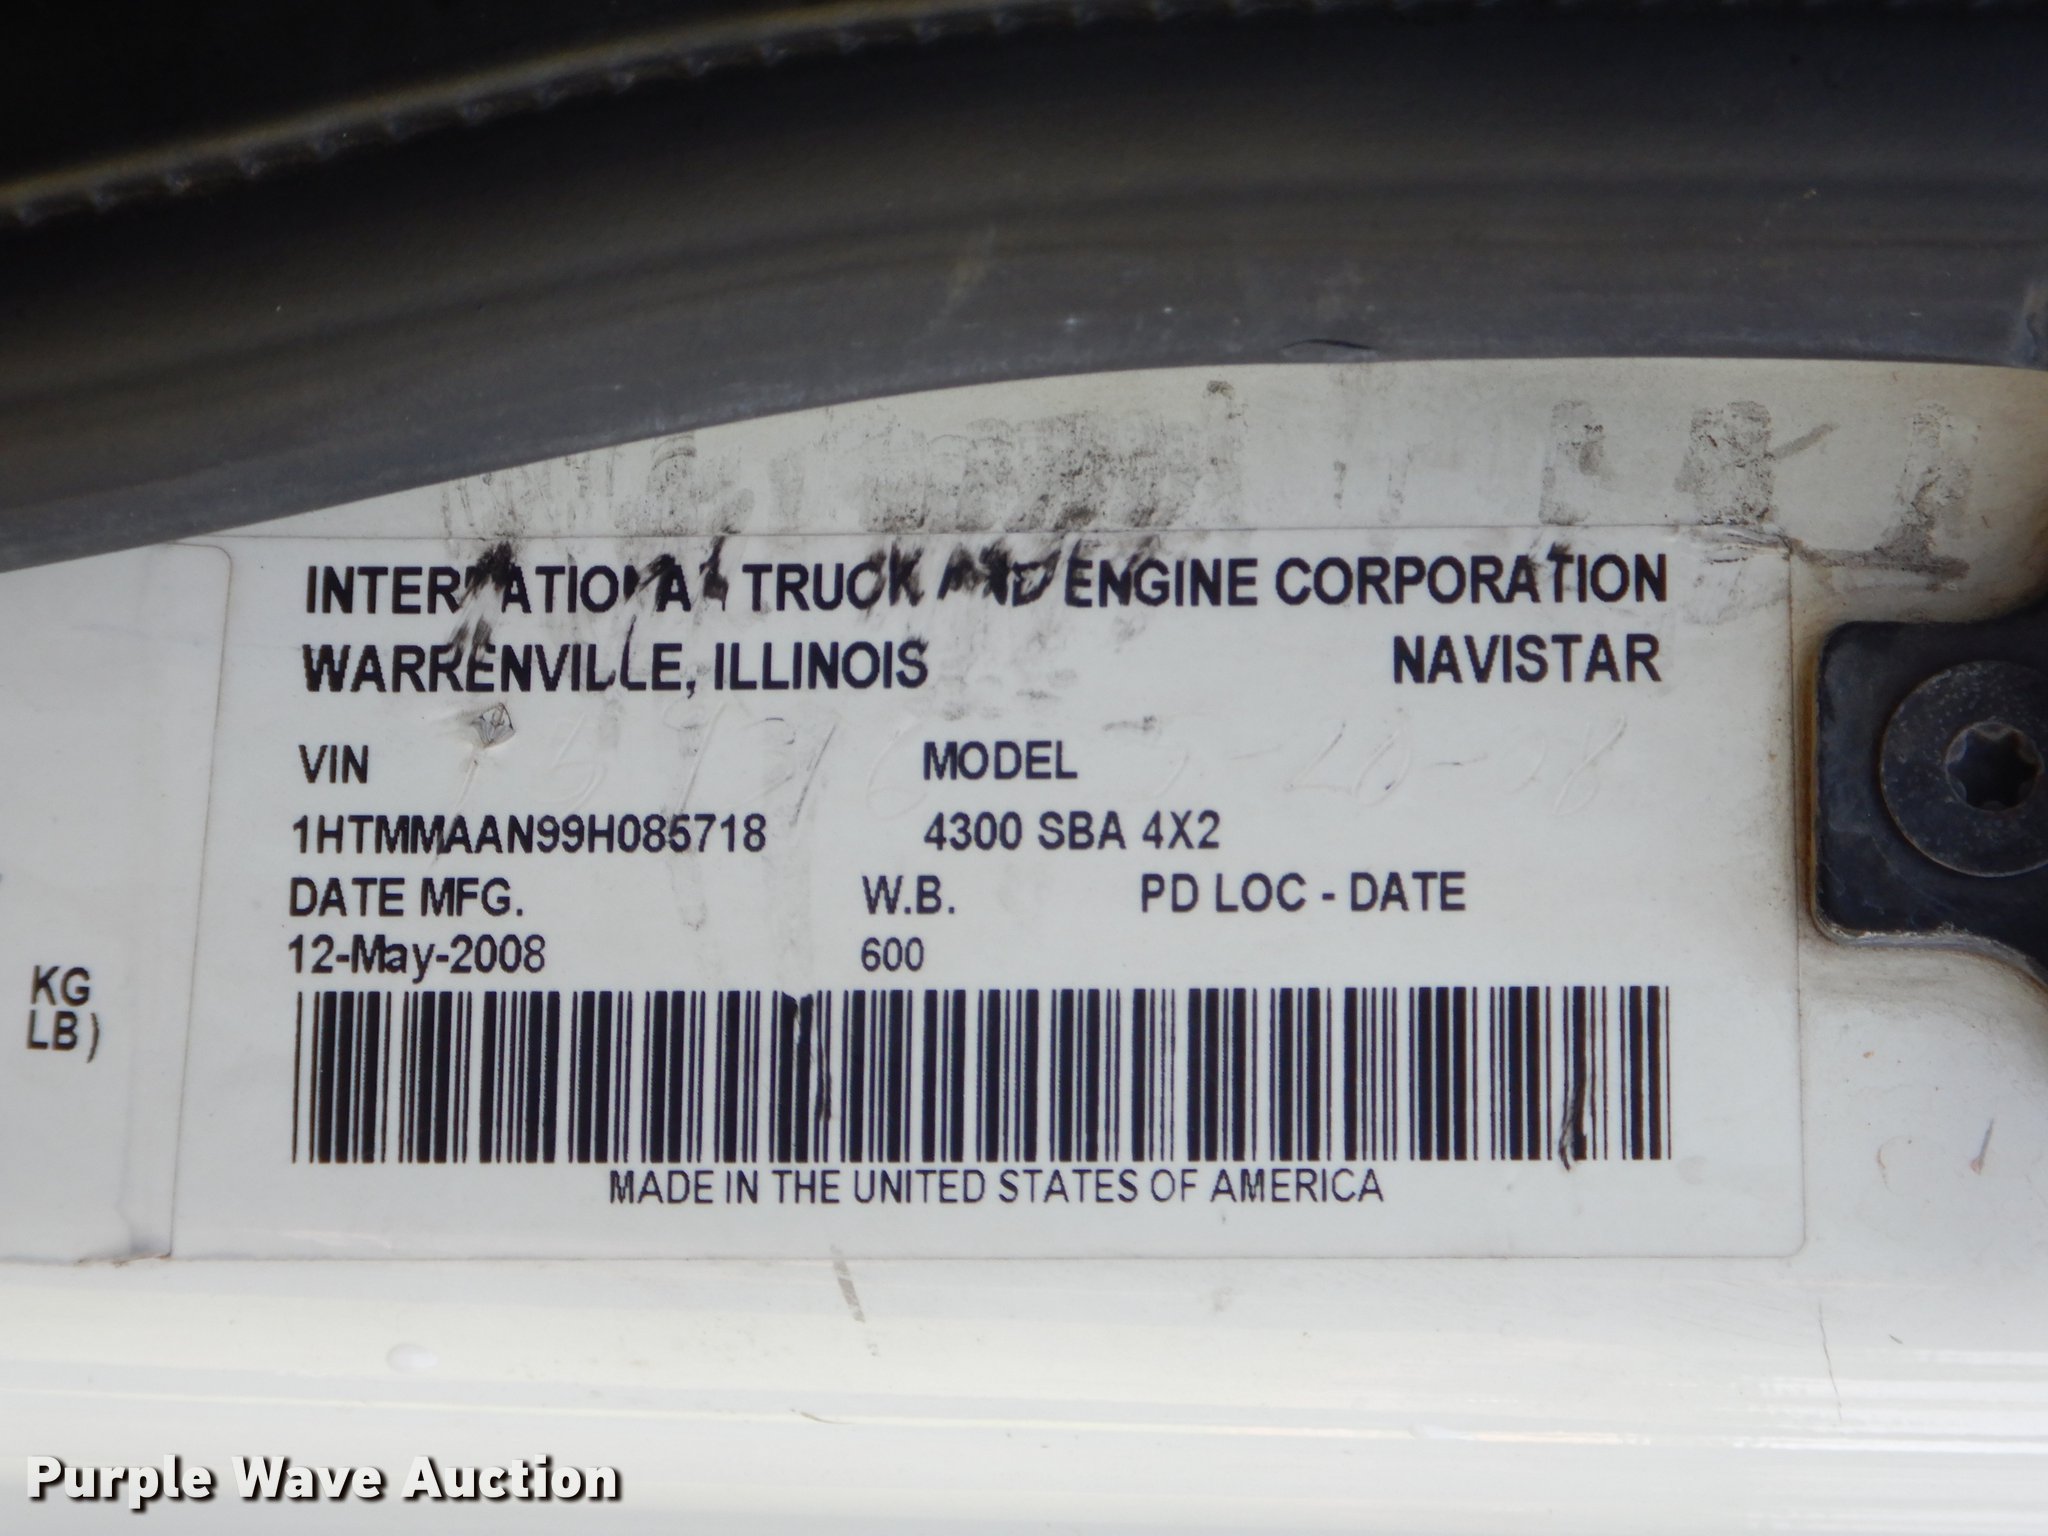 INTERNATIONAL TRUCK AND ENGINE CORPORATION
WARRENVILLE, ILLINOIS NAVISTAR
VIN MODEL
1HTMMAAN99H085718 4300 SBA 4X2
DATE MFG. W.B. PD LOC - DATE
12-May-2008 600
KG
LB)
MADE IN THE UNITED STATES OF AMERICA
Purple Wave Auction